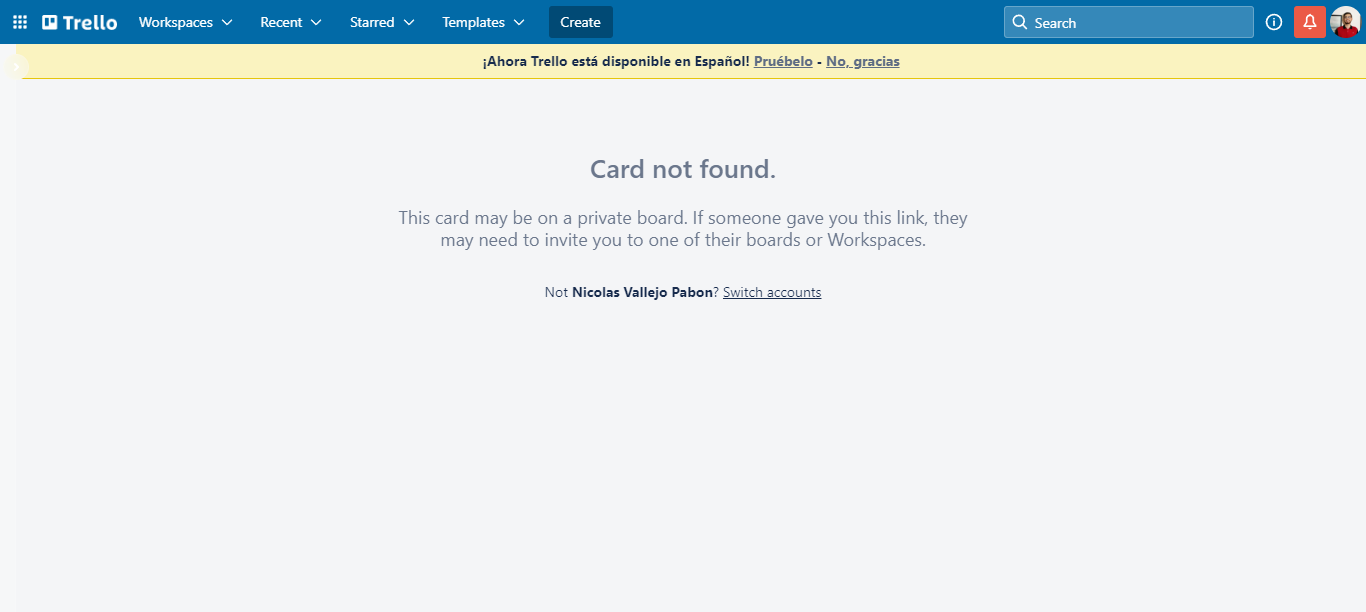 Trello Workspaces Recent Starred Templates Create Search
¡Ahora Trello está disponible en Español! Pruébelo - No, gracias
Card not found.
This card may be on a private board. If someone gave you this link, they
may need to invite you to one of their boards or Workspaces.
Not Nicolas Vallejo Pabon? Switch accounts